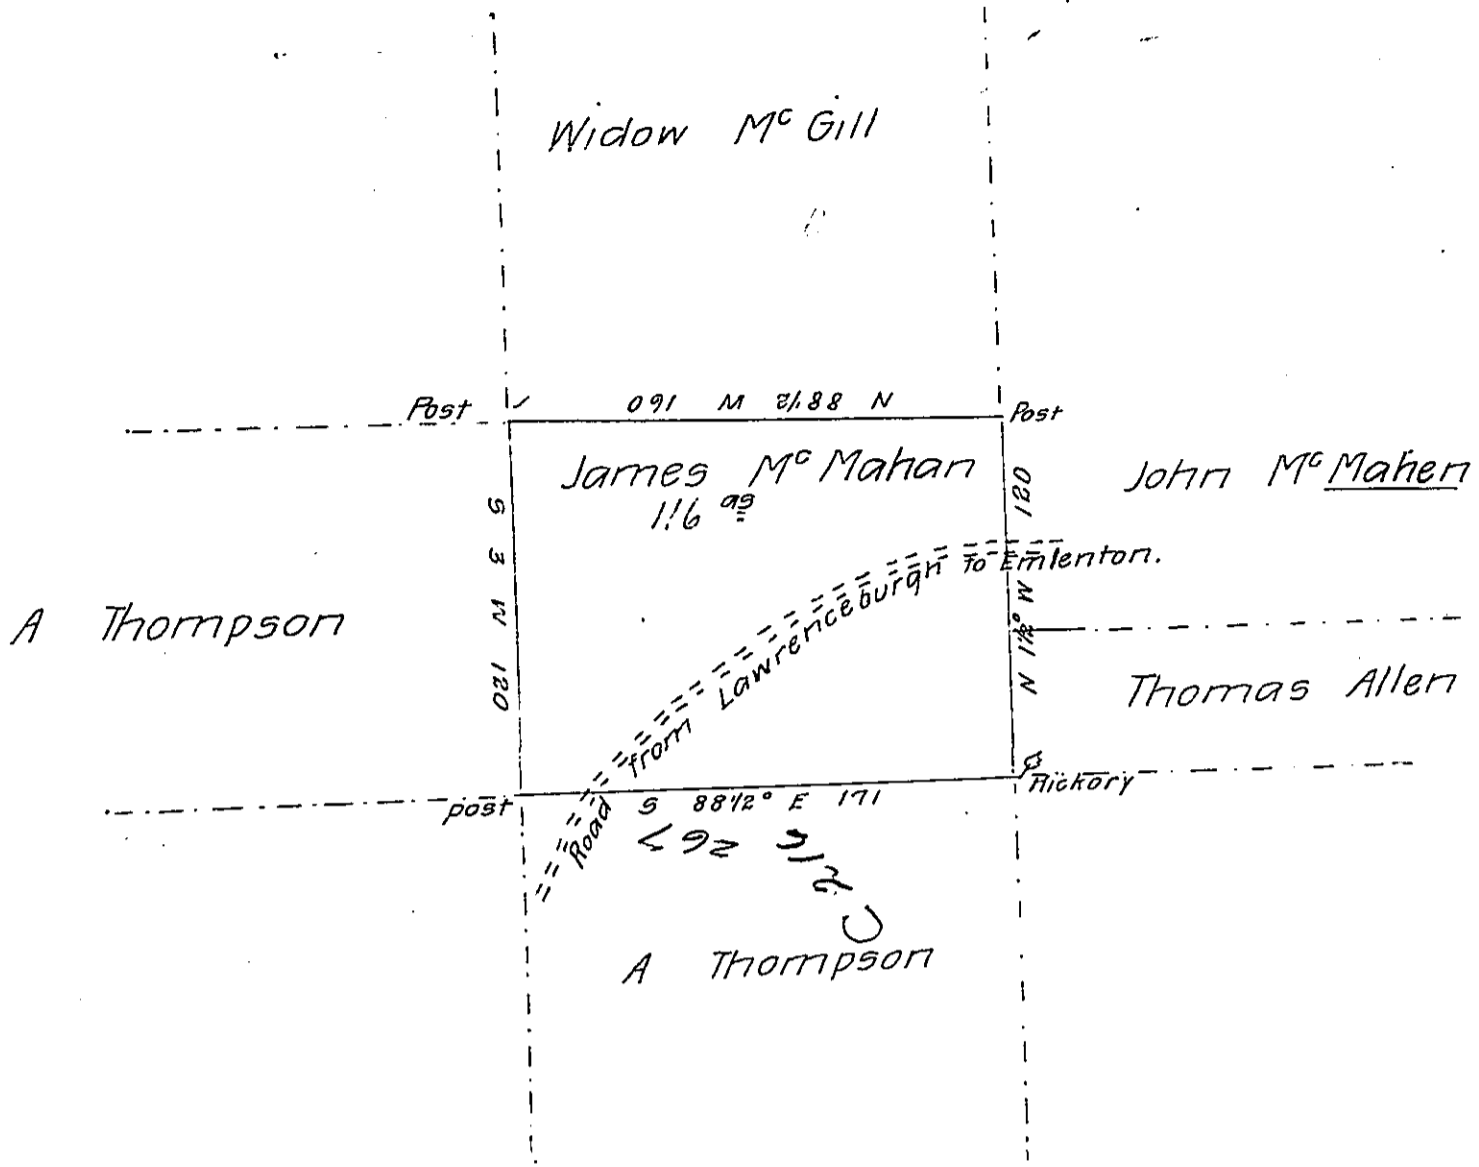 Widow Mc Gill
Post
N 88 1/2 W 160
Post
James Mc Mahan
116 as
John Mc Mahen
S 3 W 120
N 1 1/2° W 120
Road from Lawrenceburgh to Emlenton.
A Thompson
Thomas Allen
post
S 88 1/2° E 171
Hickory
A Thompson